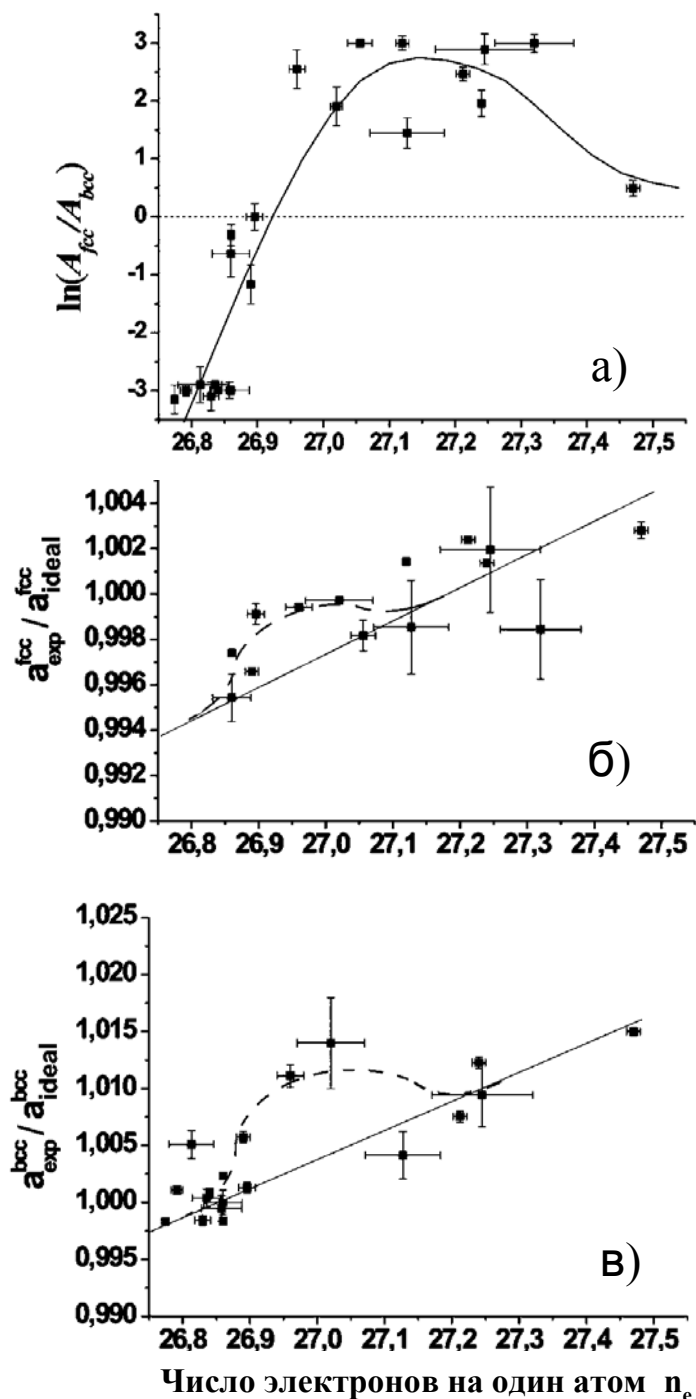 3
2
1
0
-1
-2
-3
ln(A_fcc/A_bcc)
а)
26,8 26,9 27,0 27,1 27,2 27,3 27,4 27,5
1,004
1,002
1,000
0,998
0,996
0,994
0,992
0,990
a^fcc_exp / a^fcc_ideal
б)
26,8 26,9 27,0 27,1 27,2 27,3 27,4 27,5
1,025
1,020
1,015
1,010
1,005
1,000
0,995
0,990
a^bcc_exp / a^bcc_ideal
в)
26,8 26,9 27,0 27,1 27,2 27,3 27,4 27,5
Число электронов на один атом n_e